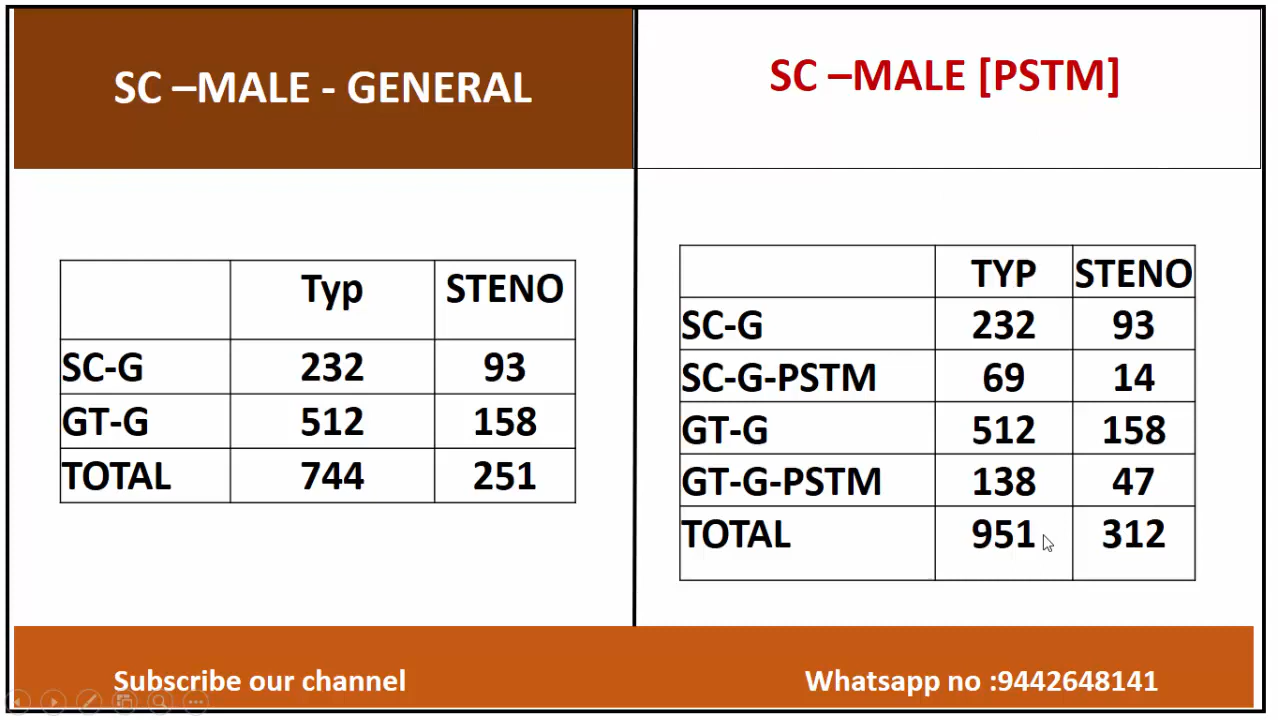 SC –MALE - GENERAL
Typ STENO
SC-G 232 93
GT-G 512 158
TOTAL 744 251
SC –MALE [PSTM]
TYP STENO
SC-G 232 93
SC-G-PSTM 69 14
GT-G 512 158
GT-G-PSTM 138 47
TOTAL 951 312
Subscribe our channel
Whatsapp no :9442648141